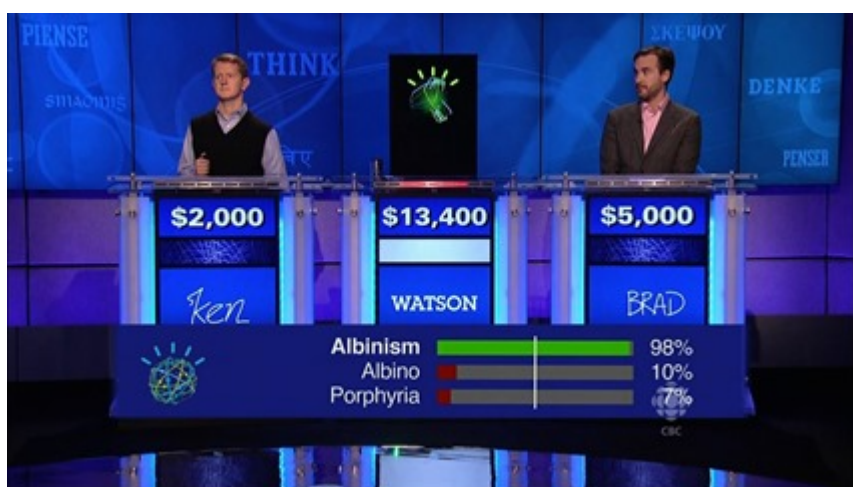 PIENSE
THINK
ΣΚΕΨΟΥ
DENKE
PENSER
$2,000
$13,400
$5,000
Ken
WATSON
BRAD
Albinism 98%
Albino 10%
Porphyria 7%
CBC